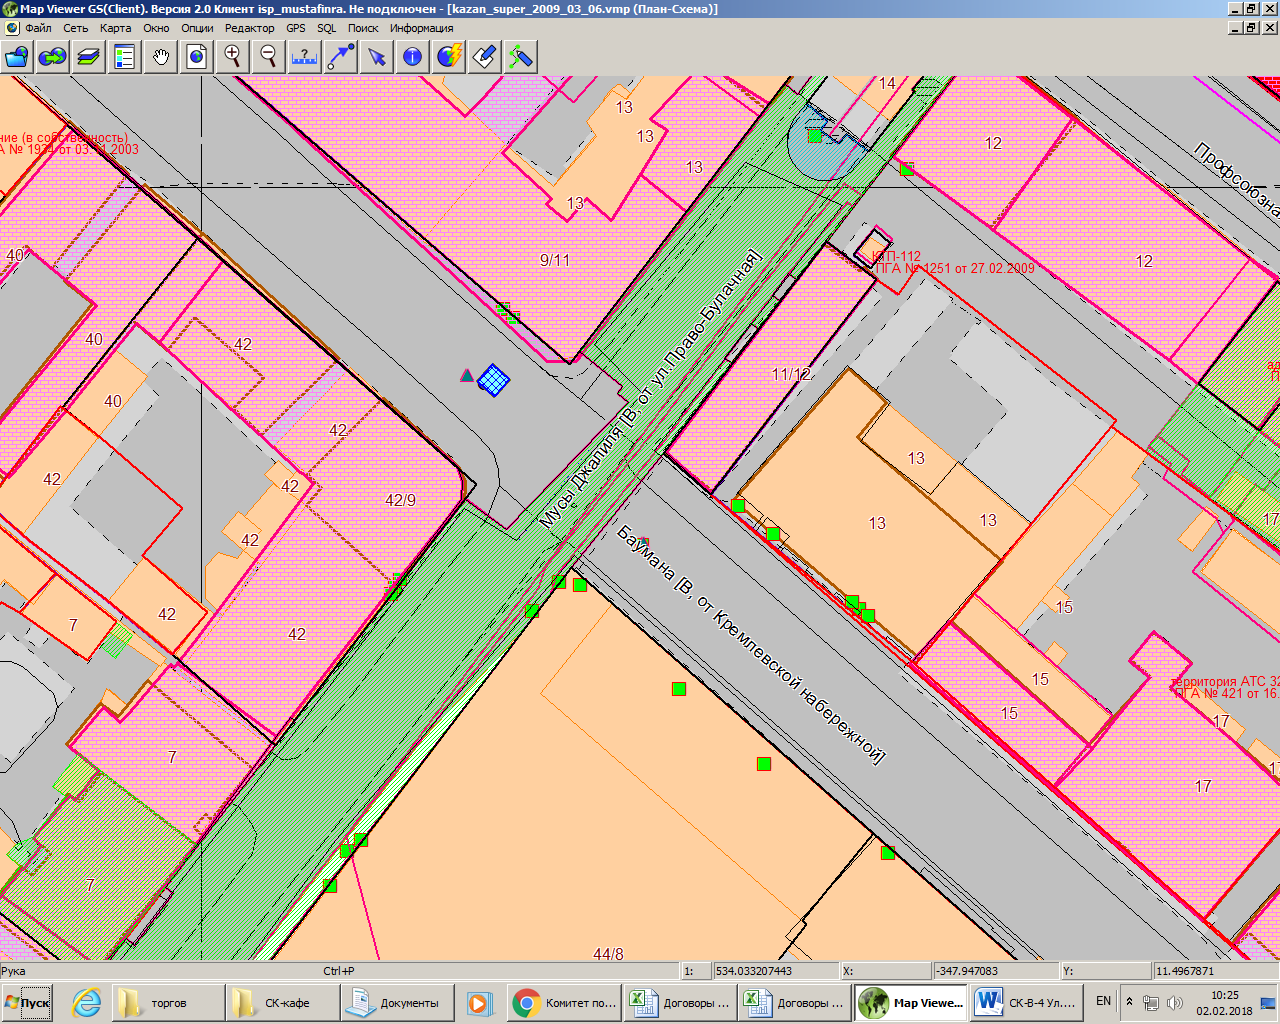 Map Viewer GS(Client). Версия 2.0 Клиент isp_mustafinra. Не подключен - [kazan_super_2009_03_06.vmp (План-Схема)]
Файл Сеть Карта Окно Опции Редактор GPS SQL Поиск Информация
14
13
13
12
ние (в собственность)
от 03.
2003
Профсоюзна
13
13
40
9/11
КТП-112
ПГА № 1251 от 27.02.2009
12
Мусы Джалиля [В, от ул.Право-Булачная]
40
42
11/12
40
42
13
42
42
42/9
13
13
17
42
Баумана [В, от Кремлевской набережной]
15
7
42
42
15
территория АТС 32
ПГА № 421 от 16.
15
17
7
17
17
7
44/8
Рука Ctrl+P 1: 534.033207443 X: -347.947083 Y: 11.4967871
Пуск торгов СК-кафе Документы Комитет по... Договоры ... Договоры ... Map Viewe... СК-В-4 Ул.... EN 10:25
02.02.2018